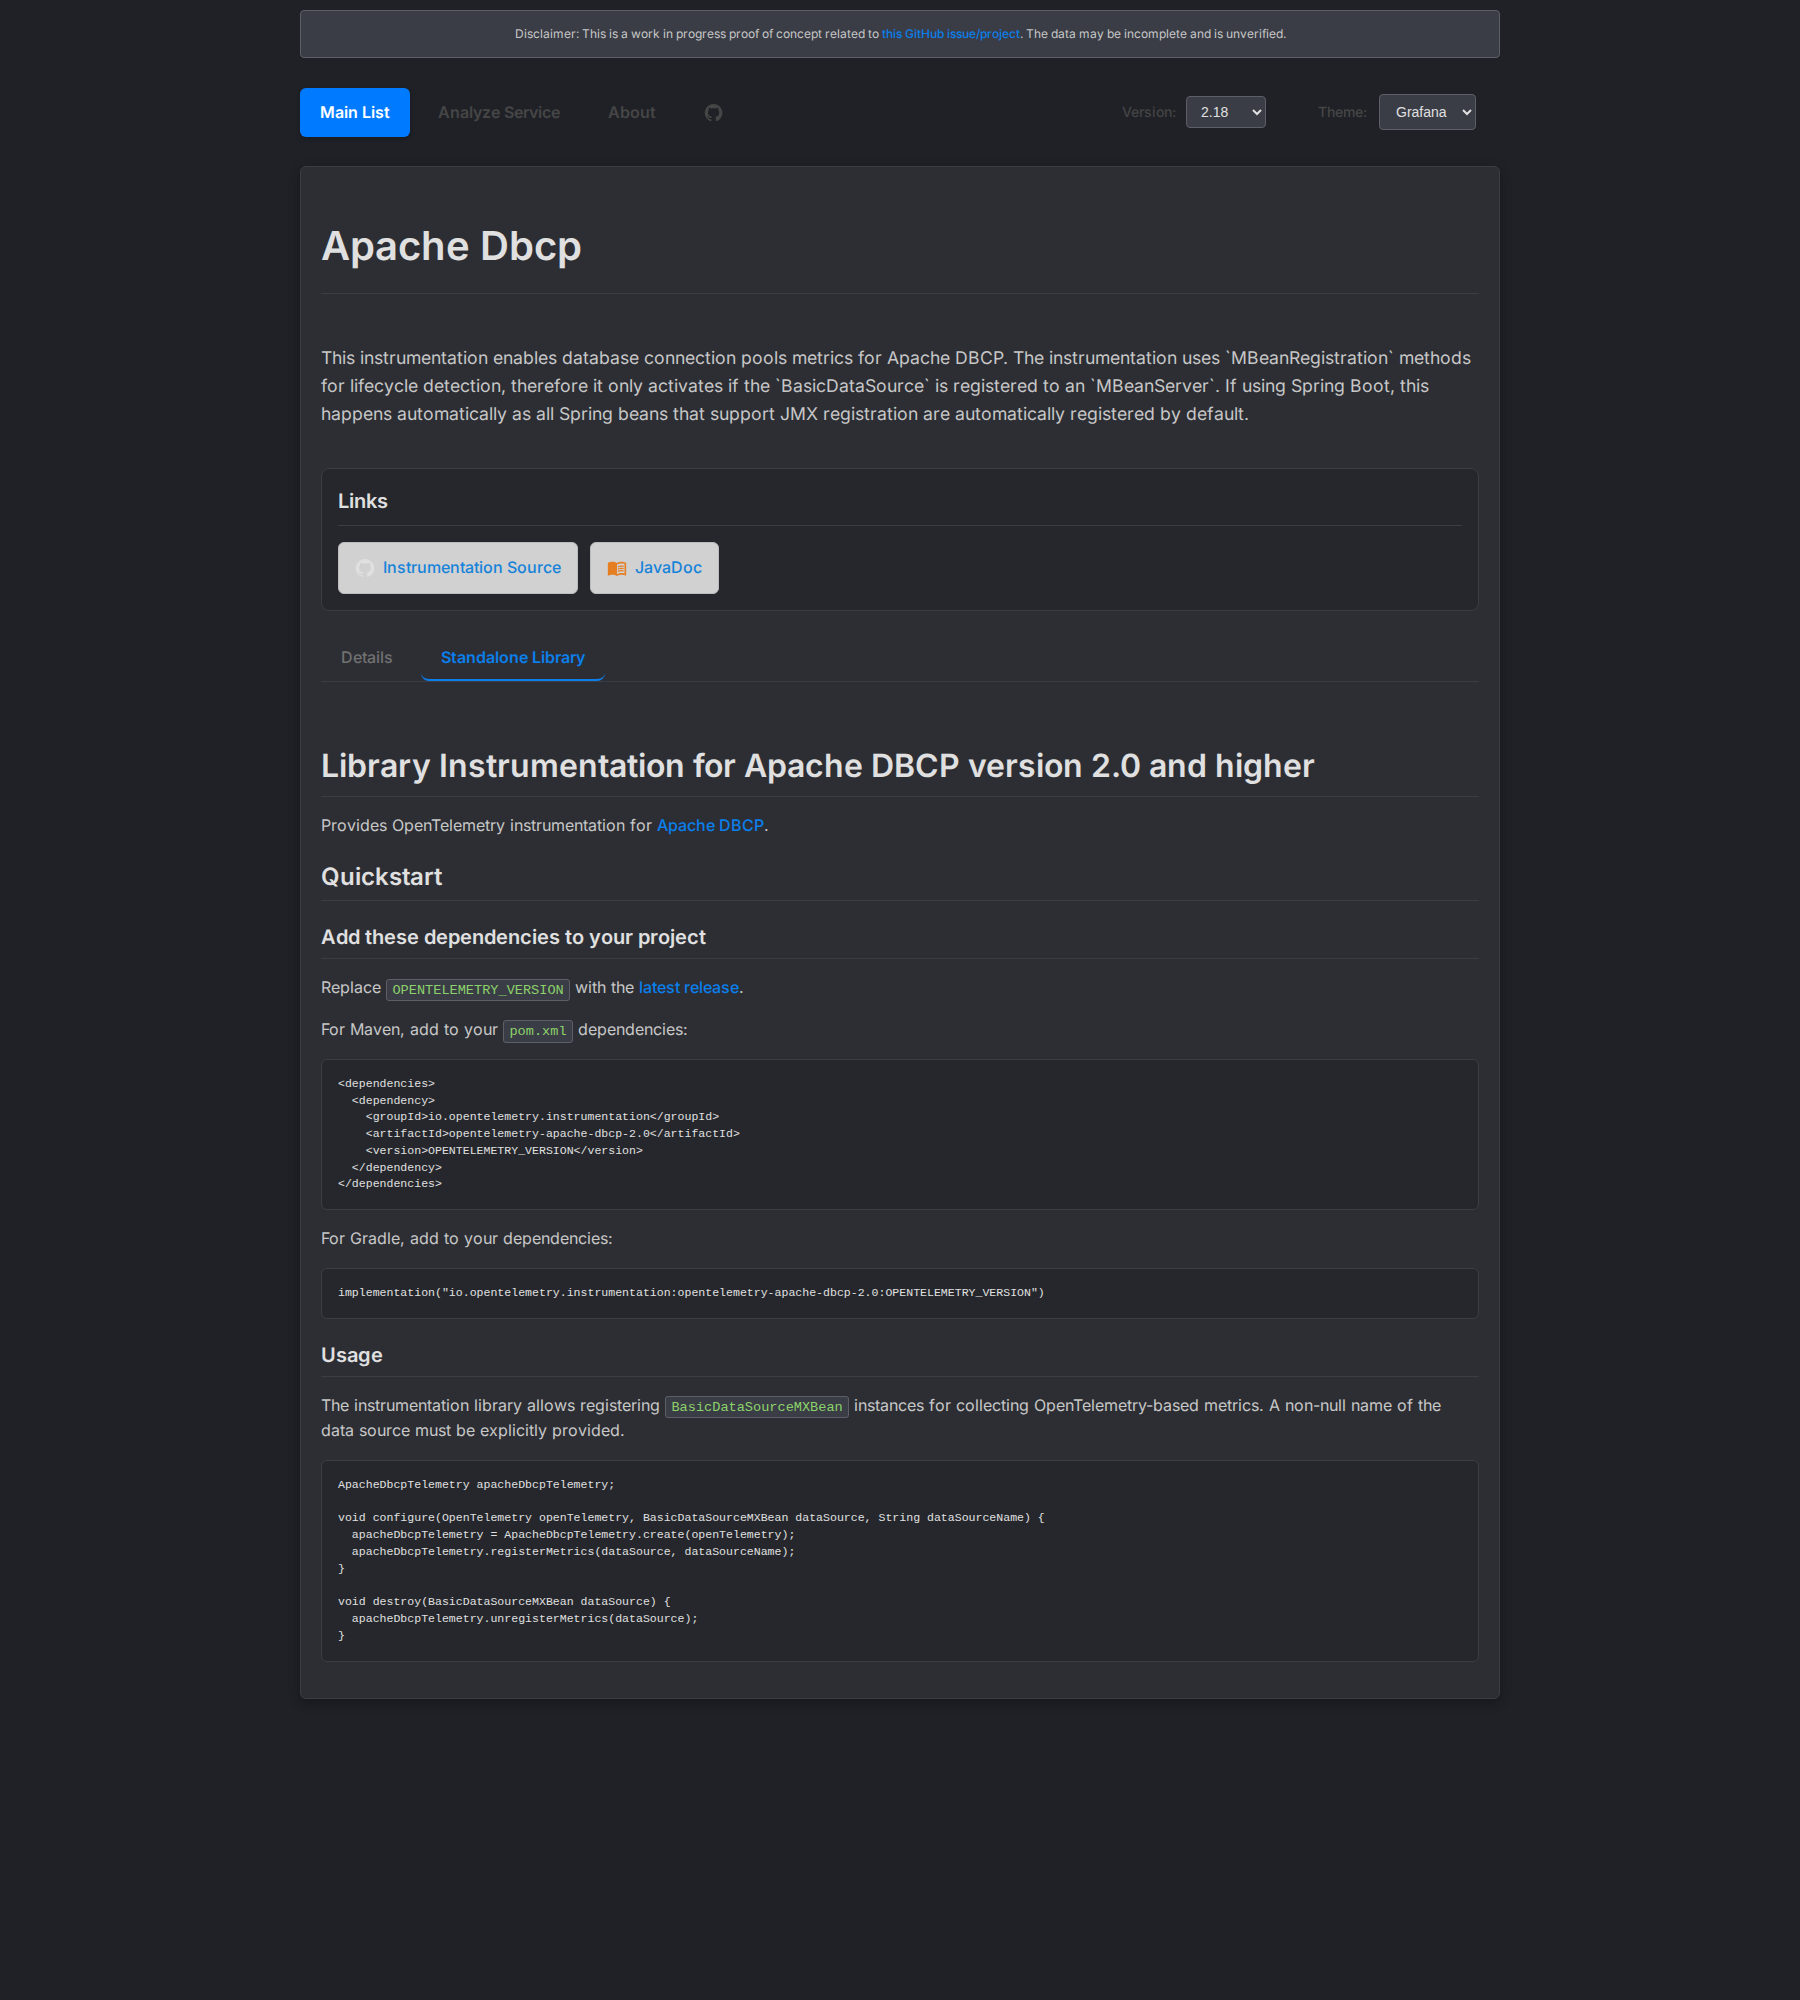 Disclaimer: This is a work in progress proof of concept related to this GitHub issue/project. The data may be incomplete and is unverified.
Main List
Analyze Service
About
Version:
2.18
Theme:
Grafana
Apache Dbcp
This instrumentation enables database connection pools metrics for Apache DBCP. The instrumentation uses `MBeanRegistration` methods
for lifecycle detection, therefore it only activates if the `BasicDataSource` is registered to an `MBeanServer`. If using Spring Boot, this
happens automatically as all Spring beans that support JMX registration are automatically registered by default.
Links
Instrumentation Source
JavaDoc
Details
Standalone Library
Library Instrumentation for Apache DBCP version 2.0 and higher
Provides OpenTelemetry instrumentation for Apache DBCP.
Quickstart
Add these dependencies to your project
Replace OPENTELEMETRY_VERSION with the latest release.
For Maven, add to your pom.xml dependencies:
<dependencies>
  <dependency>
    <groupId>io.opentelemetry.instrumentation</groupId>
    <artifactId>opentelemetry-apache-dbcp-2.0</artifactId>
    <version>OPENTELEMETRY_VERSION</version>
  </dependency>
</dependencies>
For Gradle, add to your dependencies:
implementation("io.opentelemetry.instrumentation:opentelemetry-apache-dbcp-2.0:OPENTELEMETRY_VERSION")
Usage
The instrumentation library allows registering BasicDataSourceMXBean instances for collecting OpenTelemetry-based metrics. A non-null name of the
data source must be explicitly provided.
ApacheDbcpTelemetry apacheDbcpTelemetry;
void configure(OpenTelemetry openTelemetry, BasicDataSourceMXBean dataSource, String dataSourceName) {
  apacheDbcpTelemetry = ApacheDbcpTelemetry.create(openTelemetry);
  apacheDbcpTelemetry.registerMetrics(dataSource, dataSourceName);
}
void destroy(BasicDataSourceMXBean dataSource) {
  apacheDbcpTelemetry.unregisterMetrics(dataSource);
}